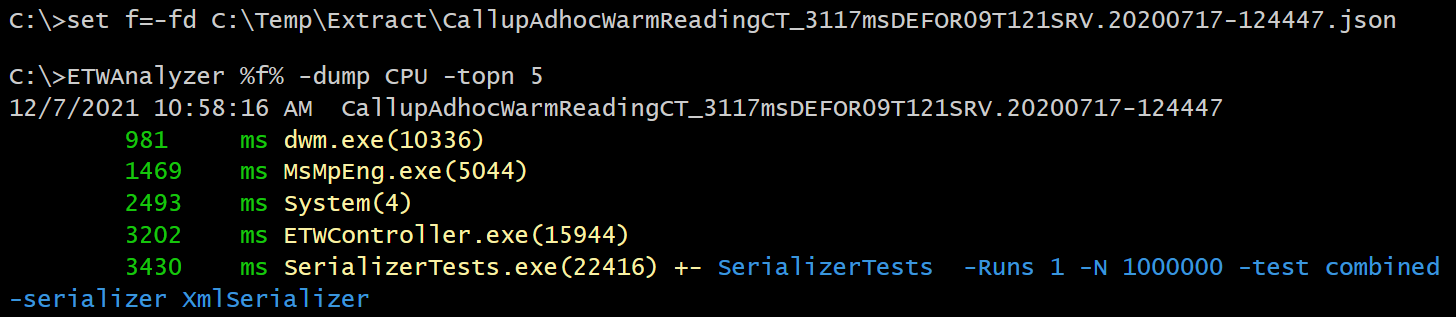 C:\>set f=-fd C:\Temp\Extract\CallupAdhocWarmReadingCT_3117msDEFOR09T121SRV.20200717-124447.json
C:\>ETWAnalyzer %f% -dump CPU -topn 5
12/7/2021 10:58:16 AM  CallupAdhocWarmReadingCT_3117msDEFOR09T121SRV.20200717-124447
981 ms dwm.exe(10336)
1469 ms MsMpEng.exe(5044)
2493 ms System(4)
3202 ms ETWController.exe(15944)
3430 ms SerializerTests.exe(22416) +- SerializerTests  -Runs 1 -N 1000000 -test combined
-serializer XmlSerializer